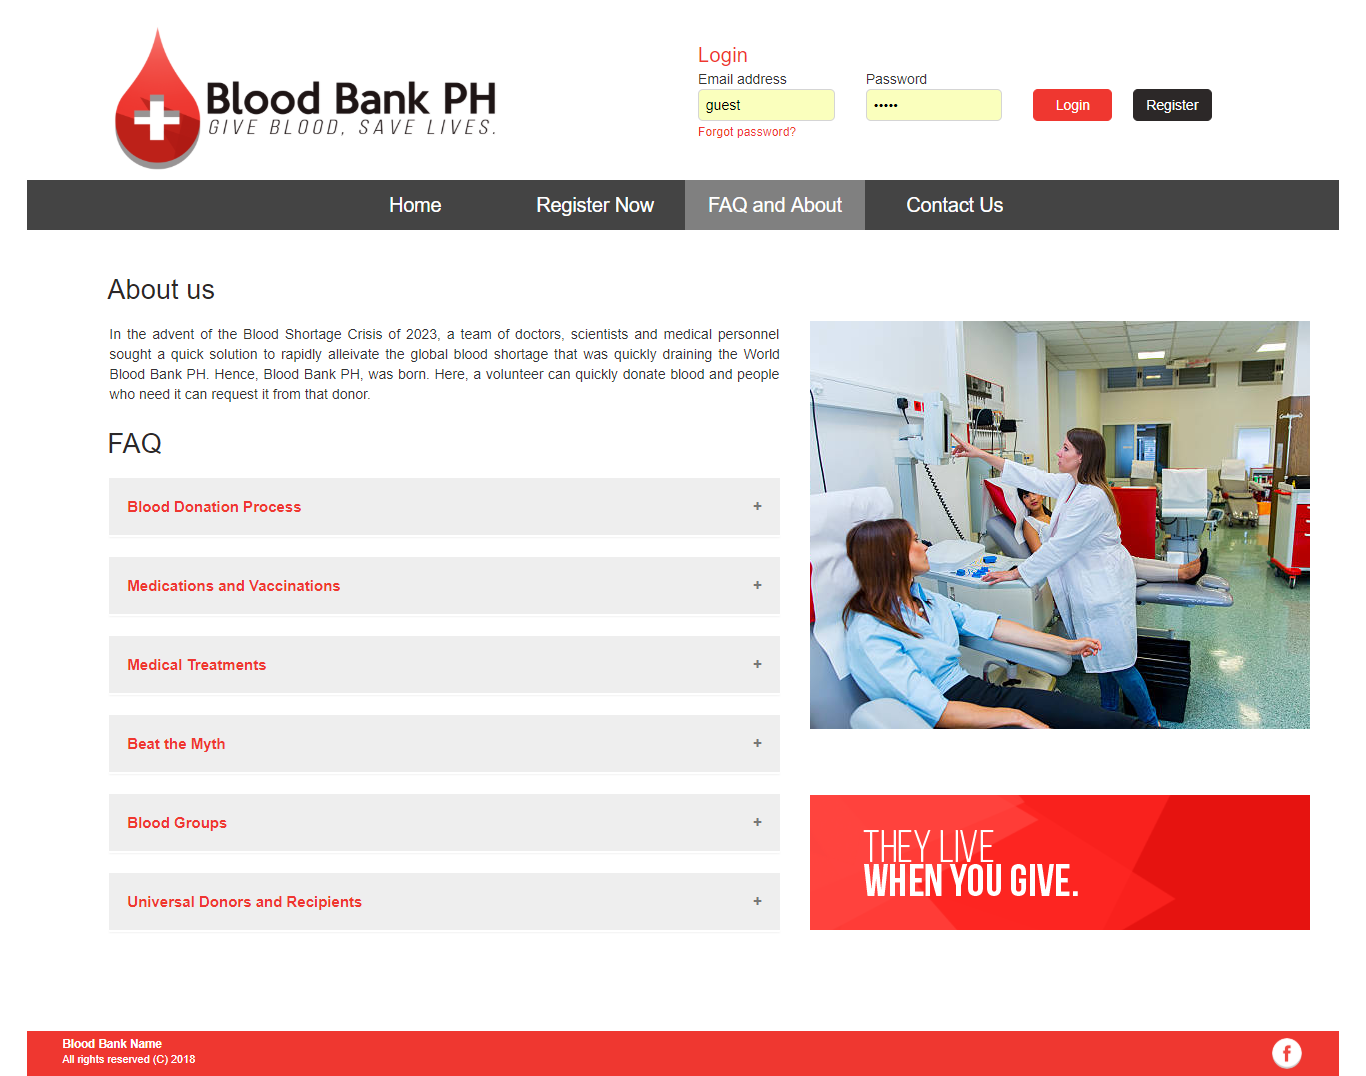 Blood Bank PH
GIVE BLOOD, SAVE LIVES.
Login
Email address
Password
guest
•••••
Login
Register
Forgot password?
Home
Register Now
FAQ and About
Contact Us
About us
In the advent of the Blood Shortage Crisis of 2023, a team of doctors, scientists and medical personnel
sought a quick solution to rapidly alleivate the global blood shortage that was quickly draining the World
Blood Bank PH. Hence, Blood Bank PH, was born. Here, a volunteer can quickly donate blood and people
who need it can request it from that donor.
FAQ
Blood Donation Process +
Medications and Vaccinations +
Medical Treatments +
Beat the Myth +
Blood Groups +
Universal Donors and Recipients +
THEY LIVE
WHEN YOU GIVE.
Blood Bank Name
All rights reserved (C) 2018
f